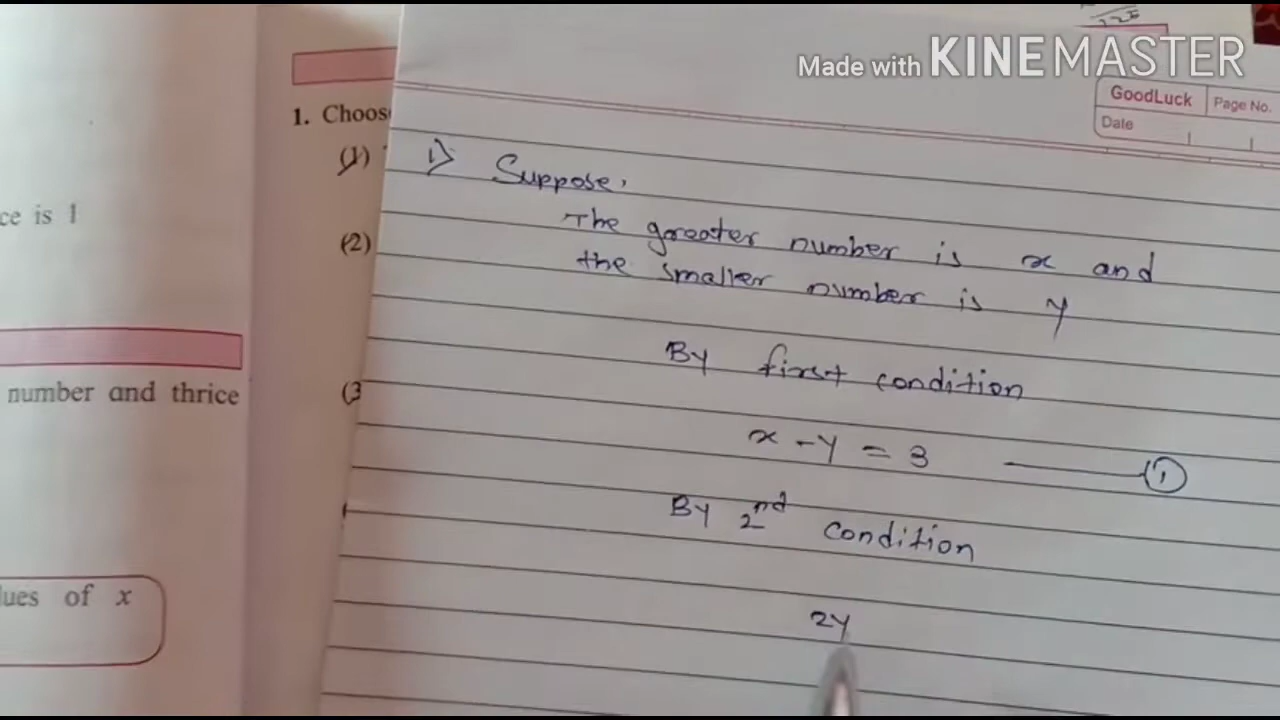 Made with KINEMASTER
GoodLuck Page No.
Date
ce is 1
number and thrice
lues of x
1. Choos
(1)
(2)
(3
1) Suppose,
The greater number is x and
the smaller number is y
By first condition
x - y = 3 ——— (1)
By 2nd condition
2y